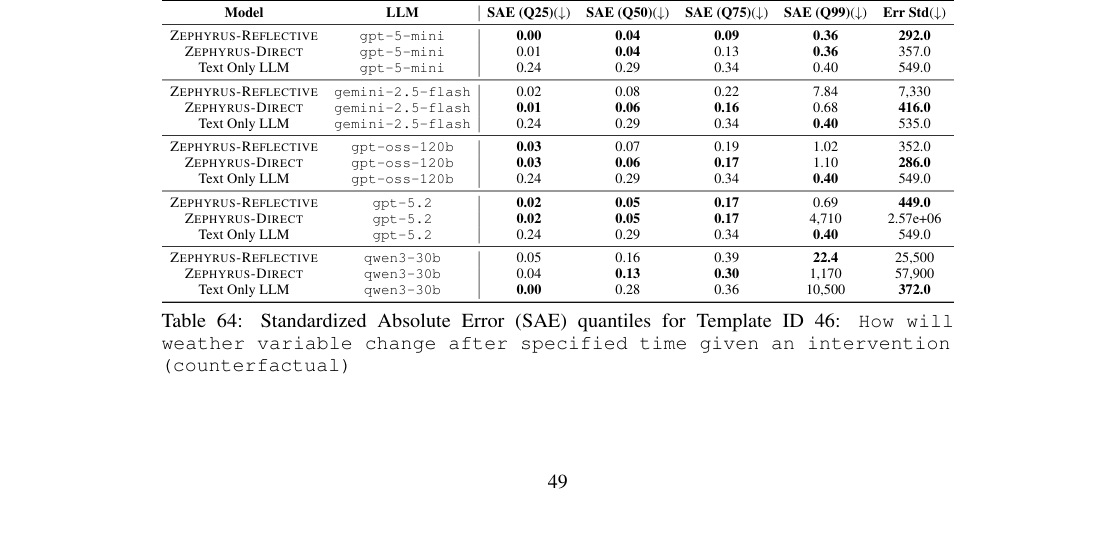 Model LLM SAE (Q25)(↓) SAE (Q50)(↓) SAE (Q75)(↓) SAE (Q99)(↓) Err Std(↓)
ZEPHYRUS-REFLECTIVE gpt-5-mini 0.00 0.04 0.09 0.36 292.0
ZEPHYRUS-DIRECT gpt-5-mini 0.01 0.04 0.13 0.36 357.0
Text Only LLM gpt-5-mini 0.24 0.29 0.34 0.40 549.0
ZEPHYRUS-REFLECTIVE gemini-2.5-flash 0.02 0.08 0.22 7.84 7,330
ZEPHYRUS-DIRECT gemini-2.5-flash 0.01 0.06 0.16 0.68 416.0
Text Only LLM gemini-2.5-flash 0.24 0.29 0.34 0.40 535.0
ZEPHYRUS-REFLECTIVE gpt-oss-120b 0.03 0.07 0.19 1.02 352.0
ZEPHYRUS-DIRECT gpt-oss-120b 0.03 0.06 0.17 1.10 286.0
Text Only LLM gpt-oss-120b 0.24 0.29 0.34 0.40 549.0
ZEPHYRUS-REFLECTIVE gpt-5.2 0.02 0.05 0.17 0.69 449.0
ZEPHYRUS-DIRECT gpt-5.2 0.02 0.05 0.17 4,710 2.57e+06
Text Only LLM gpt-5.2 0.24 0.29 0.34 0.40 549.0
ZEPHYRUS-REFLECTIVE qwen3-30b 0.05 0.16 0.39 22.4 25,500
ZEPHYRUS-DIRECT qwen3-30b 0.04 0.13 0.30 1,170 57,900
Text Only LLM qwen3-30b 0.00 0.28 0.36 10,500 372.0
Table 64: Standardized Absolute Error (SAE) quantiles for Template ID 46: How will
weather variable change after specified time given an intervention
(counterfactual)
49